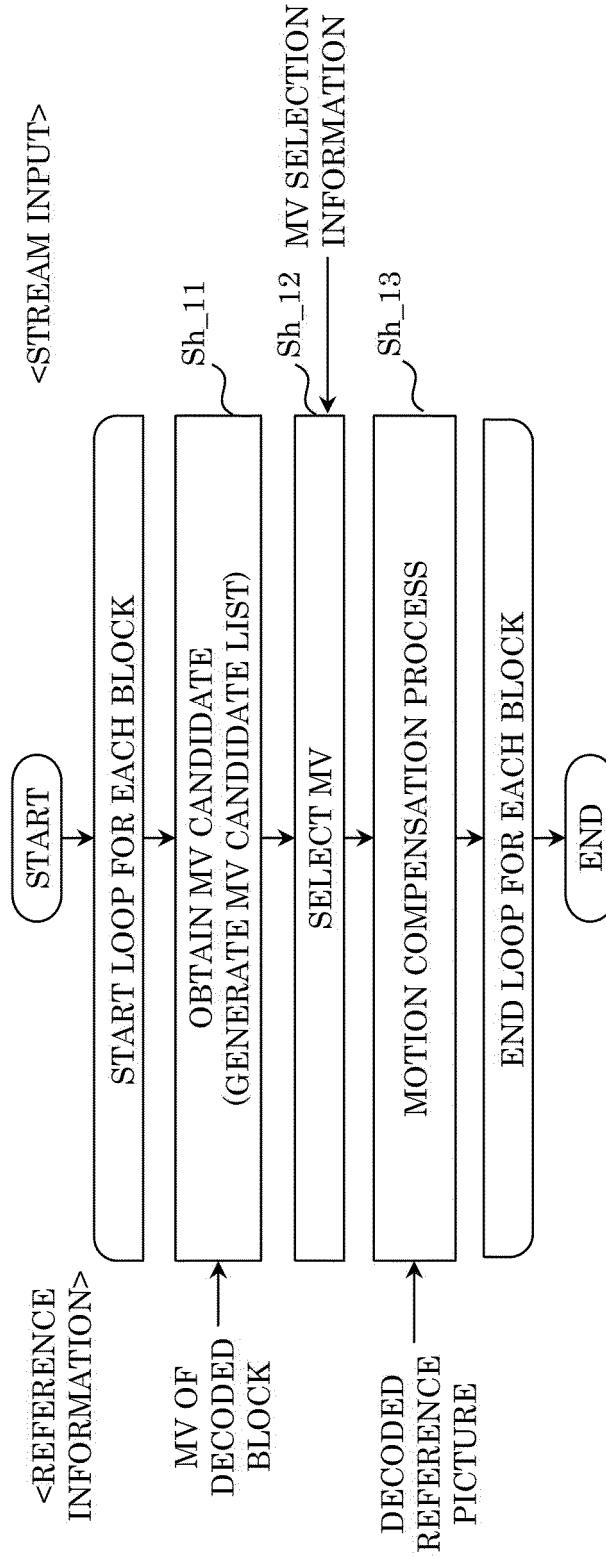 <REFERENCE
INFORMATION>
<STREAM INPUT>
START
START LOOP FOR EACH BLOCK
MV OF
DECODED
BLOCK
OBTAIN MV CANDIDATE
(GENERATE MV CANDIDATE LIST)
Sh_11
SELECT MV
Sh_12
MV SELECTION
INFORMATION
DECODED
REFERENCE
PICTURE
MOTION COMPENSATION PROCESS
Sh_13
END LOOP FOR EACH BLOCK
END